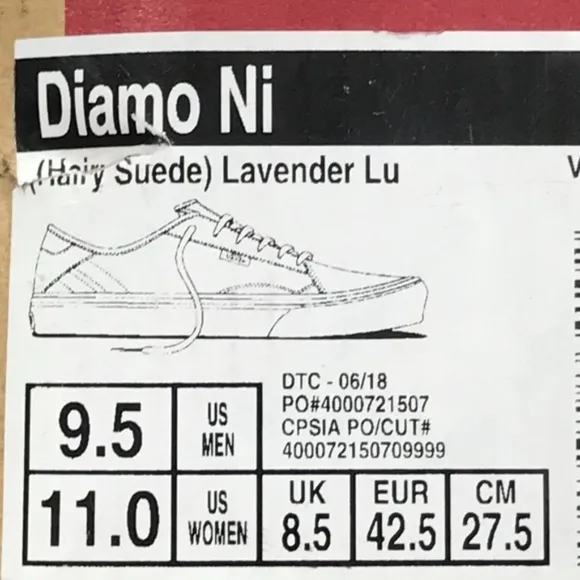 Diamo Ni
(Hairy Suede) Lavender Lu
V
DTC - 06/18
PO#4000721507
CPSIA PO/CUT#
400072150709999
9.5 US MEN
11.0 US WOMEN
UK 8.5
EUR 42.5
CM 27.5